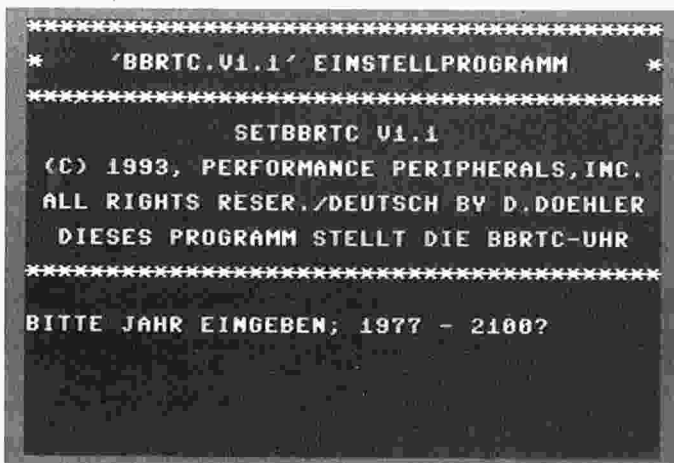 ****************************************
* 'BBRTC.V1.1' EINSTELLPROGRAMM *
****************************************
SETBBRTC V1.1
(C) 1993, PERFORMANCE PERIPHERALS,INC.
ALL RIGHTS RESER./DEUTSCH BY D.DOEHLER
DIESES PROGRAMM STELLT DIE BBRTC-UHR
****************************************
BITTE JAHR EINGEBEN; 1977 - 2100?